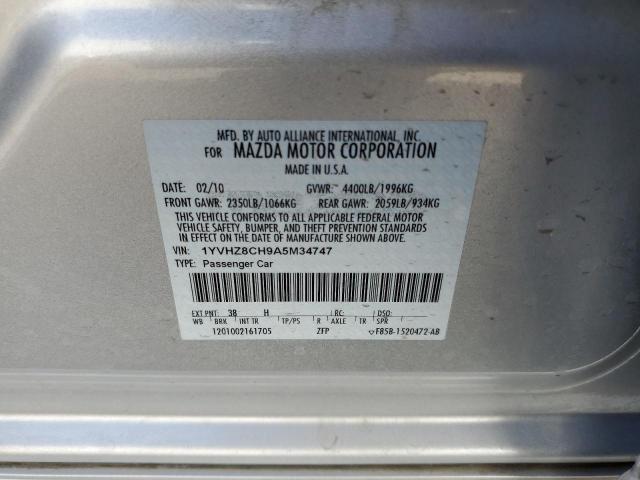 MFD. BY AUTO ALLIANCE INTERNATIONAL, INC.
FOR MAZDA MOTOR CORPORATION
MADE IN U.S.A.
DATE: 02/10 GVWR: 4400LB/1996KG
FRONT GAWR: 2350LB/1066KG REAR GAWR: 2059LB/934KG
THIS VEHICLE CONFORMS TO ALL APPLICABLE FEDERAL MOTOR
VEHICLE SAFETY, BUMPER, AND THEFT PREVENTION STANDARDS
IN EFFECT ON THE DATE OF MANUFACTURE SHOWN ABOVE.
VIN: 1YVHZ8CH9A5M34747
TYPE: Passenger Car
EXT PNT: 38 H RC: DSO:
WB BRK INT TR TP/PS R AXLE TR SPR
1201002161705 ZFP F85B-1520472-AB